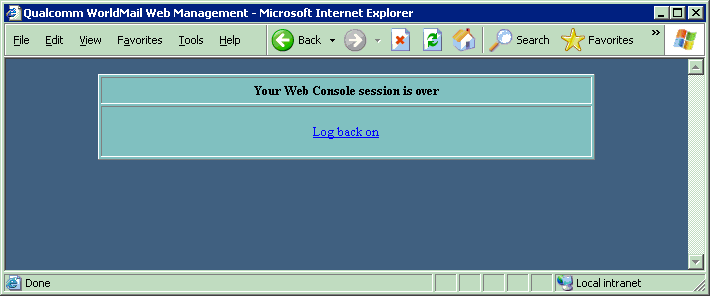 Qualcomm WorldMail Web Management - Microsoft Internet Explorer
File Edit View Favorites Tools Help Back Search Favorites »
Your Web Console session is over
Log back on
Done Local intranet